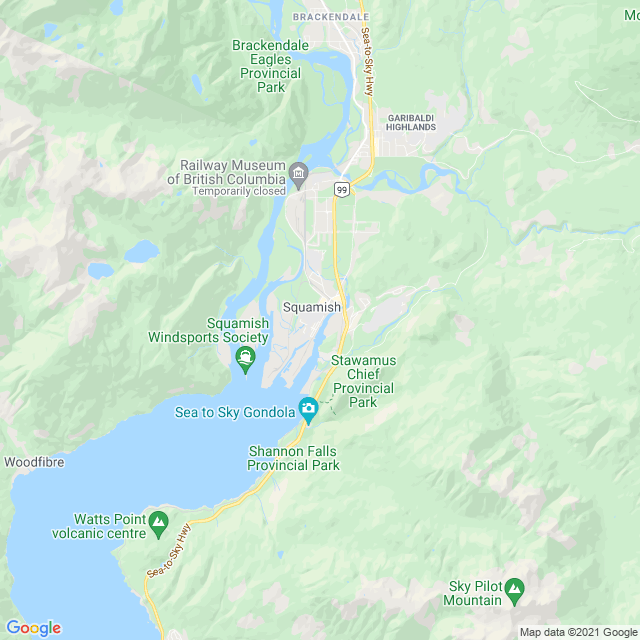 BRACKENDALE
Mo
Brackendale
Eagles
Provincial
Park
Sea-to-Sky Hwy
GARIBALDI
HIGHLANDS
Railway Museum
of British Columbia
Temporarily closed
99
Squamish
Squamish
Windsports Society
Stawamus
Chief
Provincial
Park
Sea to Sky Gondola
Shannon Falls
Provincial Park
Woodfibre
Watts Point
volcanic centre
Sea-to-Sky Hwy
Sky Pilot
Mountain
Google
Map data ©2021 Google